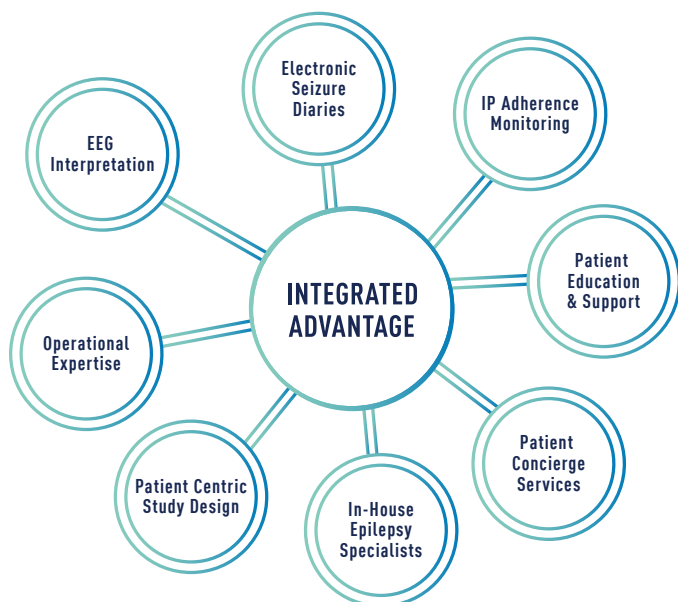 Electronic
Seizure
Diaries
IP Adherence
Monitoring
EEG
Interpretation
Patient
Education
& Support
INTEGRATED
ADVANTAGE
Operational
Expertise
Patient
Concierge
Services
Patient Centric
Study Design
In-House
Epilepsy
Specialists